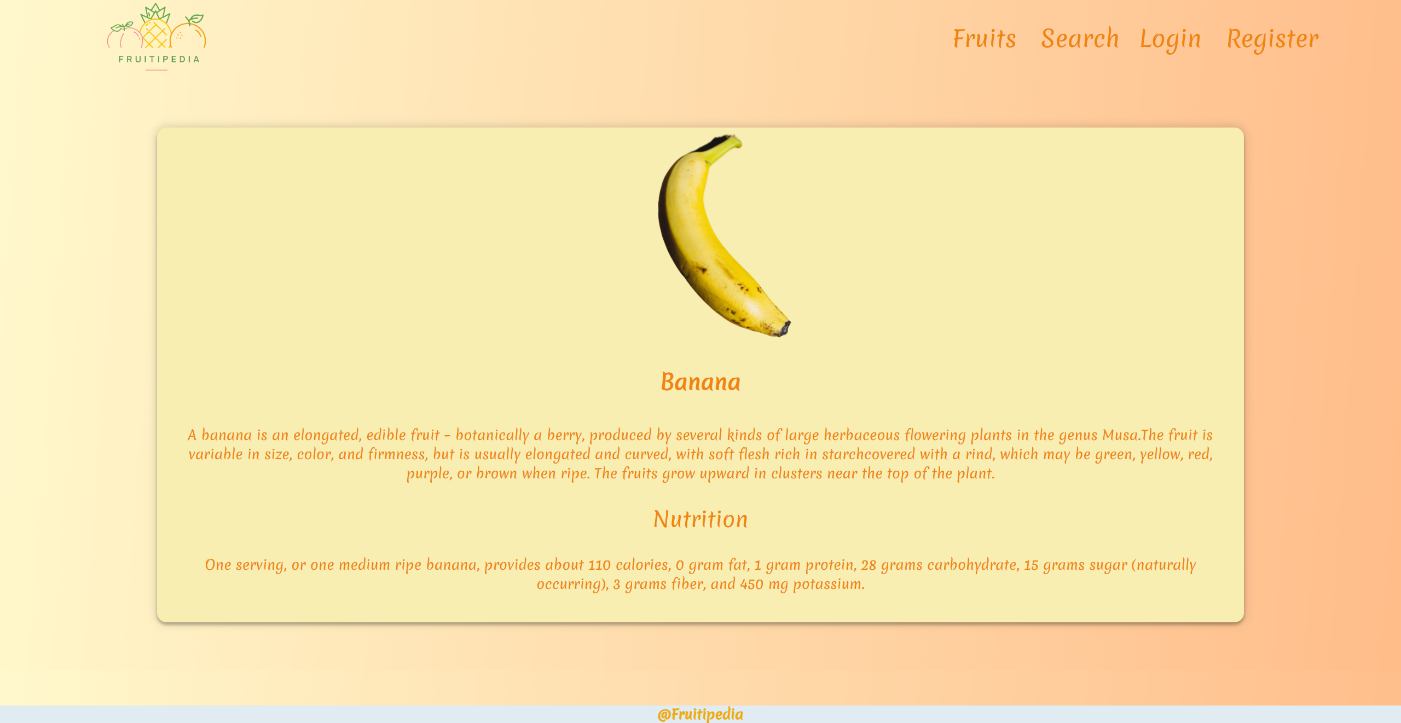 FRUITIPEDIA
Fruits Search Login Register
Banana
A banana is an elongated, edible fruit – botanically a berry, produced by several kinds of large herbaceous flowering plants in the genus Musa.The fruit is
variable in size, color, and firmness, but is usually elongated and curved, with soft flesh rich in starchcovered with a rind, which may be green, yellow, red,
purple, or brown when ripe. The fruits grow upward in clusters near the top of the plant.
Nutrition
One serving, or one medium ripe banana, provides about 110 calories, 0 gram fat, 1 gram protein, 28 grams carbohydrate, 15 grams sugar (naturally
occurring), 3 grams fiber, and 450 mg potassium.
@Fruitipedia